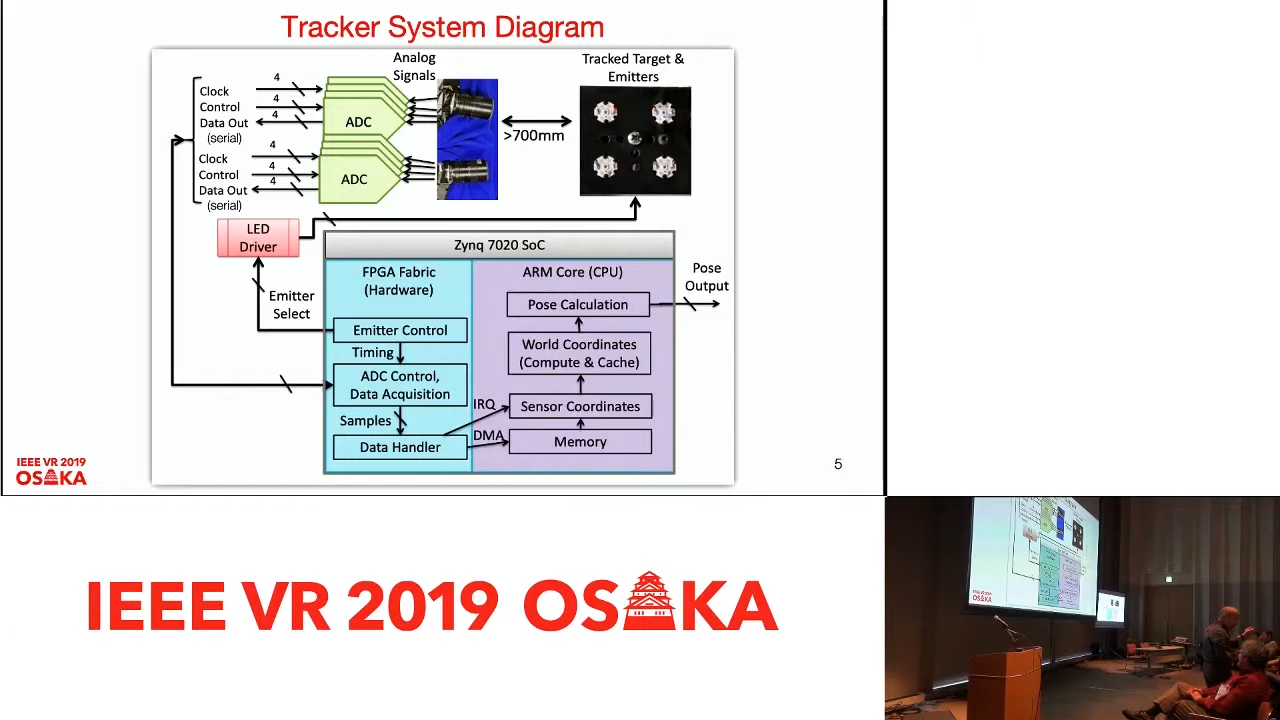 Tracker System Diagram
Analog
Signals
Tracked Target &
Emitters
4
Clock
4
Control
4
Data Out
(serial)
ADC
>700mm
4
Clock
4
Control
4
Data Out
(serial)
ADC
LED
Driver
Zynq 7020 SoC
FPGA Fabric
(Hardware)
ARM Core (CPU)
Pose
Output
Emitter
Select
Pose Calculation
Emitter Control
Timing
World Coordinates
(Compute & Cache)
ADC Control,
Data Acquisition
IRQ
Sensor Coordinates
Samples
DMA
Memory
Data Handler
IEEE VR 2019
OSAKA
5
IEEE VR 2019 OSAKA